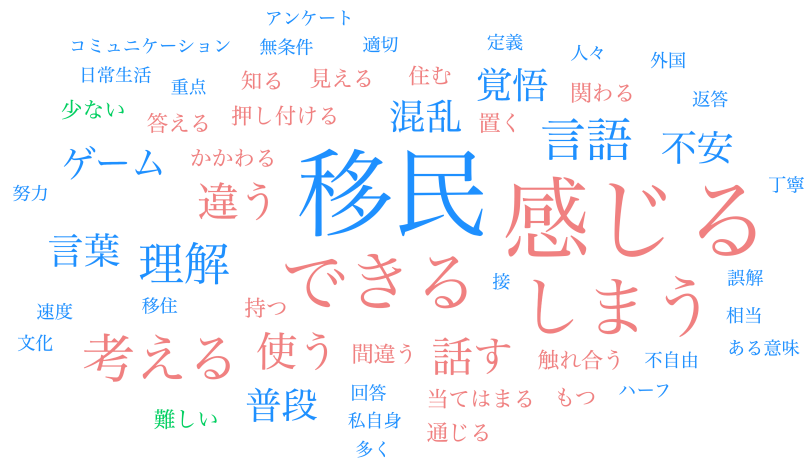 アンケート
コミュニケーション
無条件
適切
定義
人々
外国
日常生活
重点
知る
見える
住む
覚悟
関わる
返答
少ない
答える
押し付ける
混乱
置く
言語
不安
ゲーム
かかわる
移民
感じる
丁寧
努力
違う
言葉
理解
できる
接
しまう
誤解
速度
移住
持つ
相当
文化
考える
使う
間違う
話す
触れ合う
不自由
ある意味
難しい
普段
回答
当てはまる
もつ
ハーフ
私自身
通じる
多く